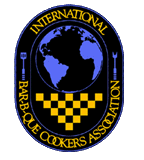 INTERNATIONAL
BAR-B-QUE COOKERS ASSOCIATION